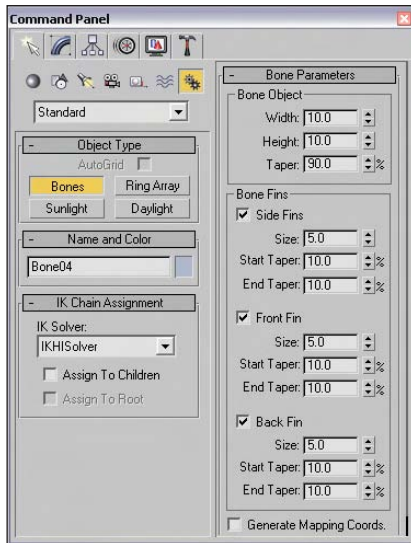 Command Panel
Standard
- Object Type
AutoGrid
Bones Ring Array
Sunlight Daylight
- Name and Color
Bone04
- IK Chain Assignment
IK Solver:
IKHISolver
Assign To Children
Assign To Root
- Bone Parameters
Bone Object
Width: 10.0
Height: 10.0
Taper: 90.0 %
Bone Fins
Side Fins
Size: 5.0
Start Taper: 10.0 %
End Taper: 10.0 %
Front Fin
Size: 5.0
Start Taper: 10.0 %
End Taper: 10.0 %
Back Fin
Size: 5.0
Start Taper: 10.0 %
End Taper: 10.0 %
Generate Mapping Coords.